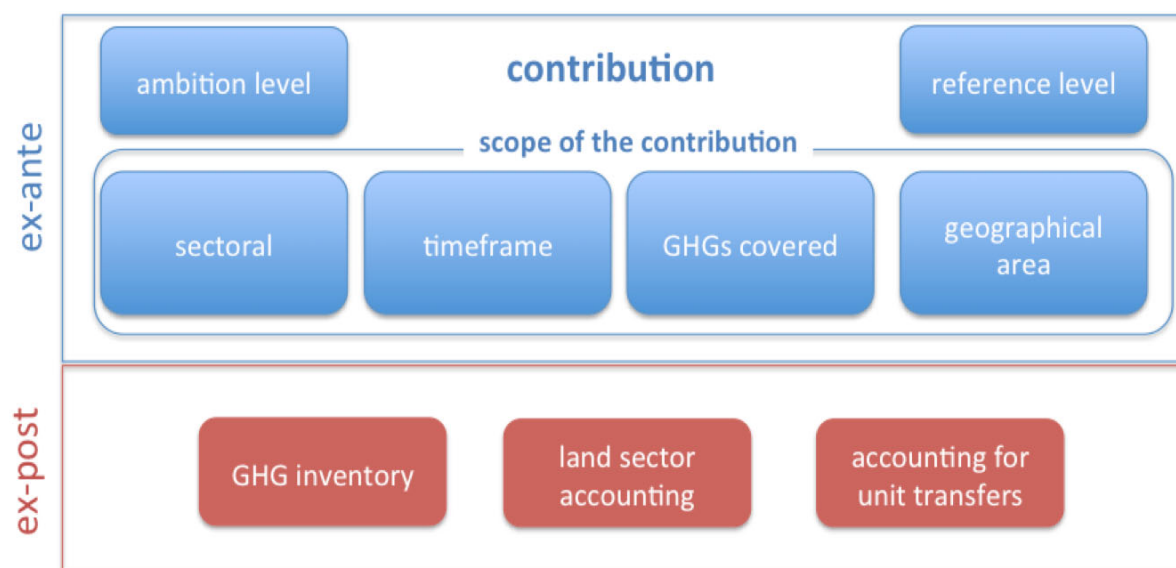 ex-ante
ambition level
contribution
reference level
scope of the contribution
sectoral
timeframe
GHGs covered
geographical
area
ex-post
GHG inventory
land sector
accounting
accounting for
unit transfers